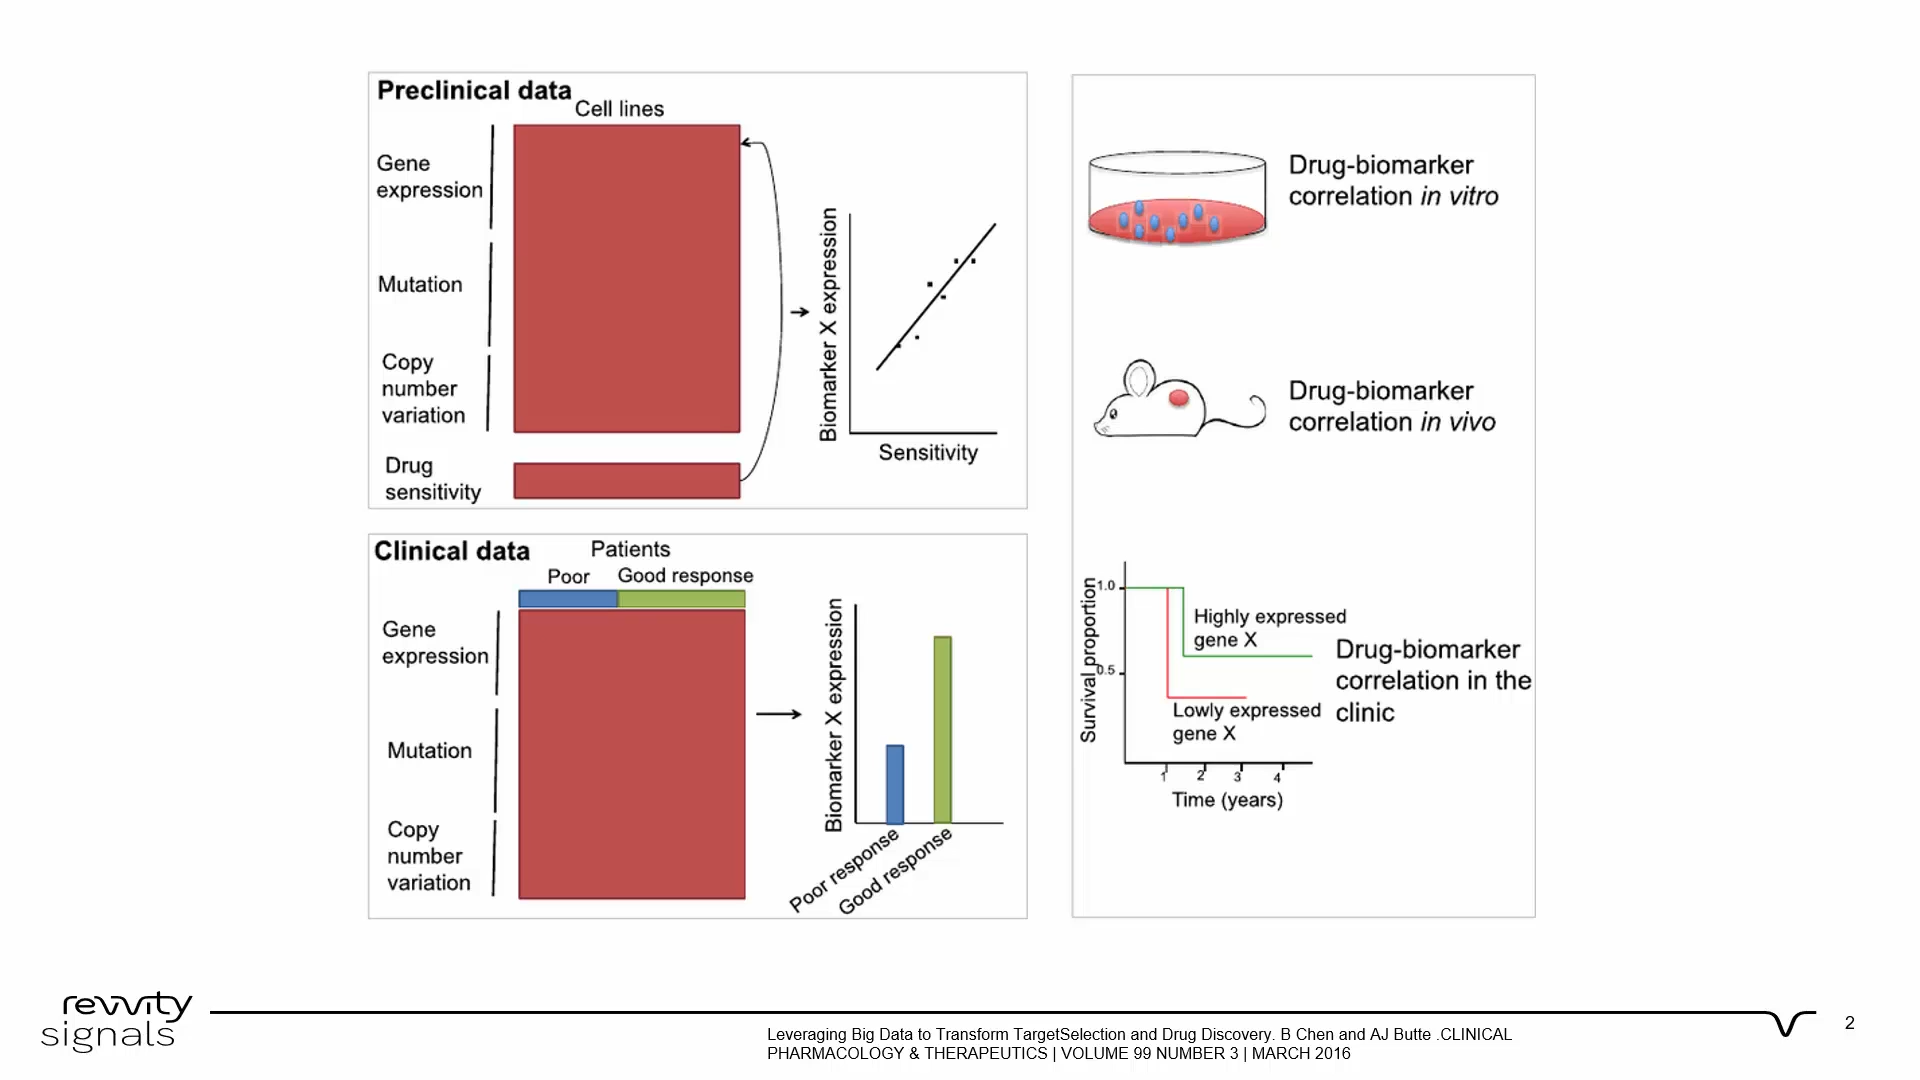 Preclinical data
Cell lines
Gene
expression
Mutation
Copy
number
variation
Drug
sensitivity
Biomarker X expression
Sensitivity
Clinical data
Patients
Poor
Good response
Gene
expression
Mutation
Copy
number
variation
Biomarker X expression
Poor response
Good response
Drug-biomarker
correlation in vitro
Drug-biomarker
correlation in vivo
Survival proportion
1.0
0.5
Highly expressed
gene X
Lowly expressed
gene X
1
2
3
4
Time (years)
Drug-biomarker
correlation in the
clinic
revvity
signals
Leveraging Big Data to Transform TargetSelection and Drug Discovery. B Chen and AJ Butte .CLINICAL
PHARMACOLOGY & THERAPEUTICS | VOLUME 99 NUMBER 3 | MARCH 2016
2